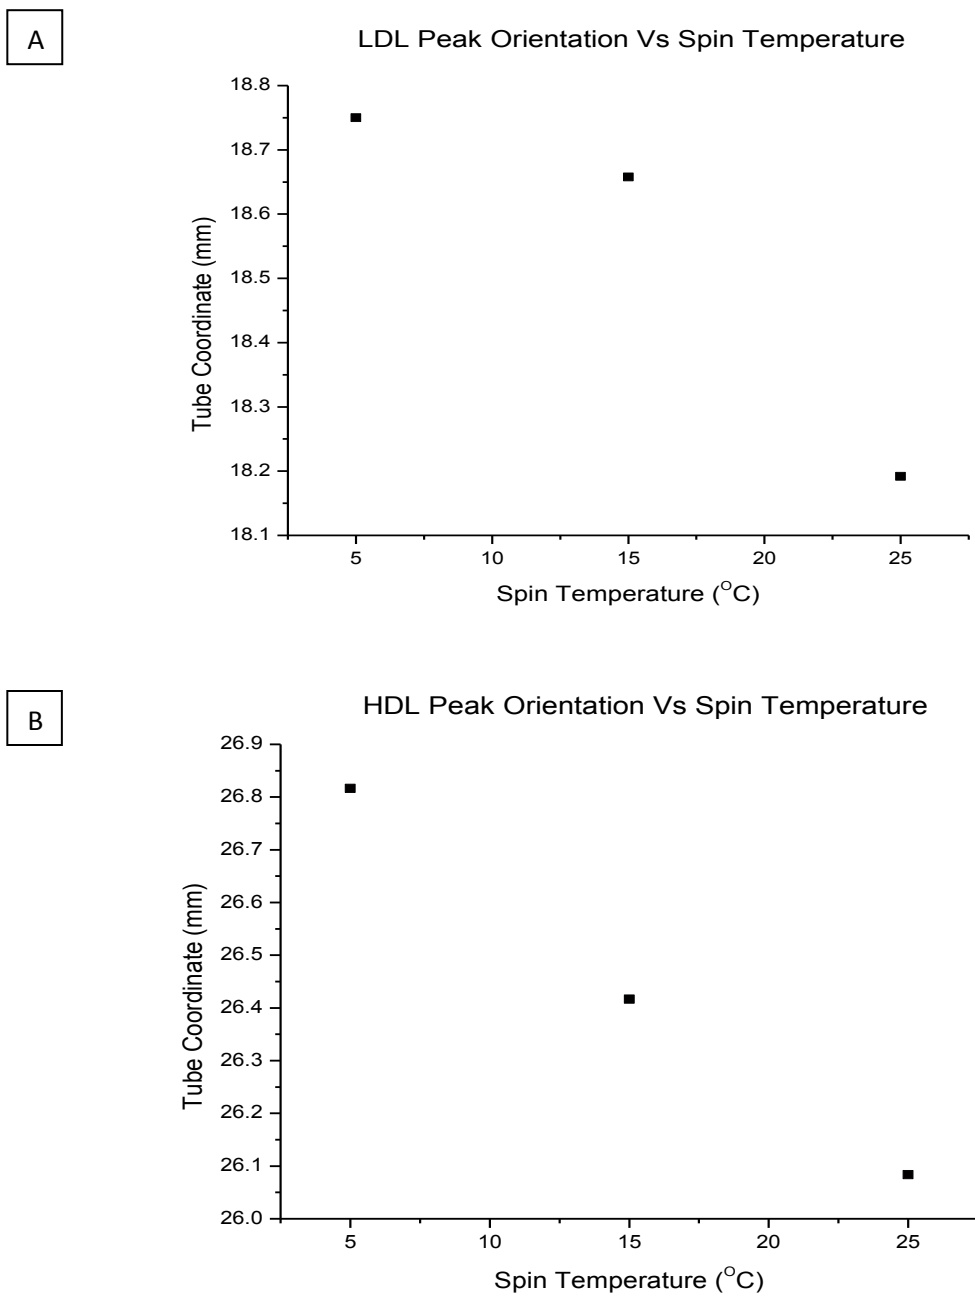 A
LDL Peak Orientation Vs Spin Temperature
18.8
18.7
18.6
18.5
18.4
18.3
18.2
18.1
Tube Coordinate (mm)
5 10 15 20 25
Spin Temperature (OC)
B
HDL Peak Orientation Vs Spin Temperature
26.9
26.8
26.7
26.6
26.5
26.4
26.3
26.2
26.1
26.0
Tube Coordinate (mm)
5 10 15 20 25
Spin Temperature (OC)